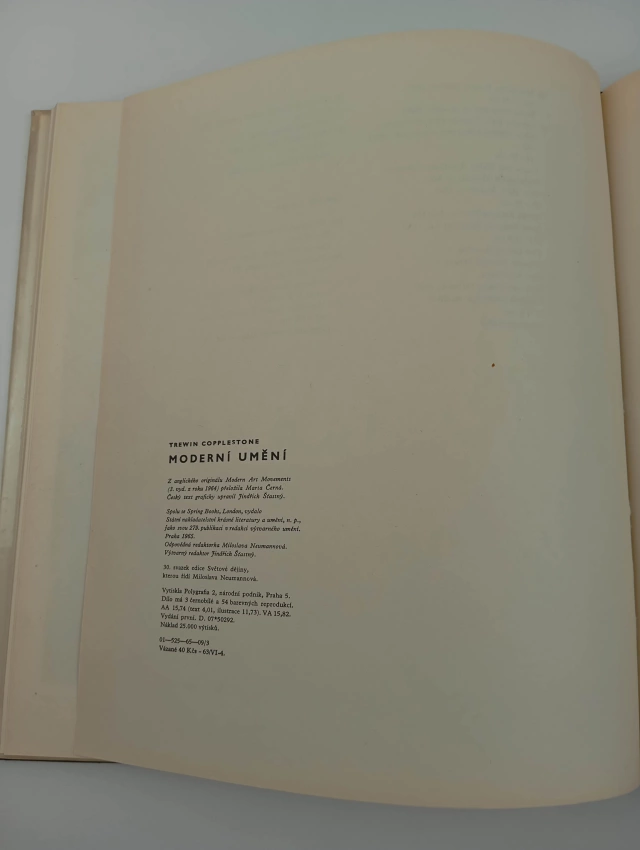 TREWIN COPPLESTONE
MODERNÍ UMĚNÍ
Z anglického originálu Modern Art Movements
(3. vyd. z roku 1964) přeložila Marie Černá.
Český text graficky upravil Jindřich Šťastný.
Spolu se Spring Books, London, vydalo
Státní nakladatelství krásné literatury a umění, n. p.,
jako svou 273. publikaci v redakci výtvarného umění.
Praha 1965.
Odpovědná redaktorka Miloslava Neumannová.
Výtvarný redaktor Jindřich Šťastný.
30. svazek edice Světové dějiny,
kterou řídí Miloslava Neumannová.
Vytiskla Polygrafia 2, národní podnik, Praha 5.
Dílo má 3 černobílé a 54 barevných reprodukcí.
AA 15,74 (text 4,01, ilustrace 11,73). VA 15,82.
Vydání první. D. 07*50292.
Náklad 25.000 výtisků.
01—525—65—09/3
Vázané 40 Kčs - 63/VI-4.